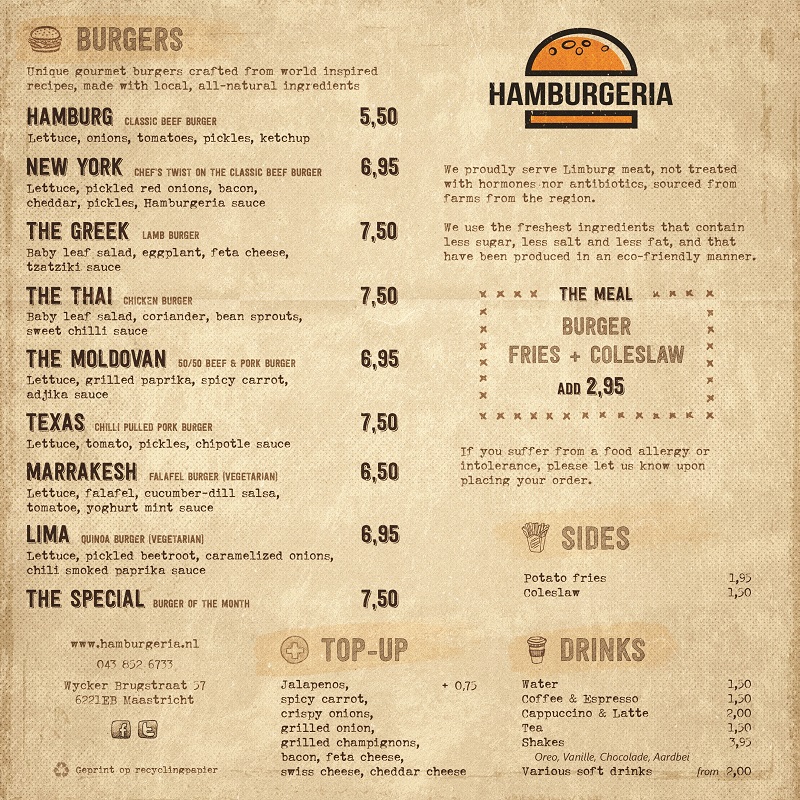 BURGERS
Unique gourmet burgers crafted from world inspired
recipes, made with local, all-natural ingredients
HAMBURG CLASSIC BEEF BURGER 5,50
Lettuce, onions, tomatoes, pickles, ketchup
NEW YORK CHEF'S TWIST ON THE CLASSIC BEEF BURGER 6,95
Lettuce, pickled red onions, bacon,
cheddar, pickles, Hamburgeria sauce
THE GREEK LAMB BURGER 7,50
Baby leaf salad, eggplant, feta cheese,
tzatziki sauce
THE THAI CHICKEN BURGER 7,50
Baby leaf salad, coriander, bean sprouts,
sweet chilli sauce
THE MOLDOVAN 50/50 BEEF & PORK BURGER 6,95
Lettuce, grilled paprika, spicy carrot,
adjika sauce
TEXAS CHILLI PULLED PORK BURGER 7,50
Lettuce, tomato, pickles, chipotle sauce
MARRAKESH FALAFEL BURGER (VEGETARIAN) 6,50
Lettuce, falafel, cucumber-dill salsa,
tomatoe, yoghurt mint sauce
LIMA QUINOA BURGER (VEGETARIAN) 6,95
Lettuce, pickled beetroot, caramelized onions,
chili smoked paprika sauce
THE SPECIAL BURGER OF THE MONTH 7,50
www.hamburgeria.nl
043 852 6733
Wycker Brugstraat 57
6221EB Maastricht
Geprint op recyclingpapier
TOP-UP
Jalapenos, + 0,75
spicy carrot,
crispy onions,
grilled onion,
grilled champignons,
bacon, feta cheese,
swiss cheese, cheddar cheese
HAMBURGERIA
We proudly serve Limburg meat, not treated
with hormones nor antibiotics, sourced from
farms from the region.
We use the freshest ingredients that contain
less sugar, less salt and less fat, and that
have been produced in an eco-friendly manner.
THE MEAL
BURGER
FRIES + COLESLAW
ADD 2,95
If you suffer from a food allergy or
intolerance, please let us know upon
placing your order.
SIDES
Potato fries 1,95
Coleslaw 1,50
DRINKS
Water 1,50
Coffee & Espresso 1,50
Cappuccino & Latte 2,00
Tea 1,50
Shakes 3,95
Oreo, Vanille, Chocolade, Aardbei
Various soft drinks from 2,00